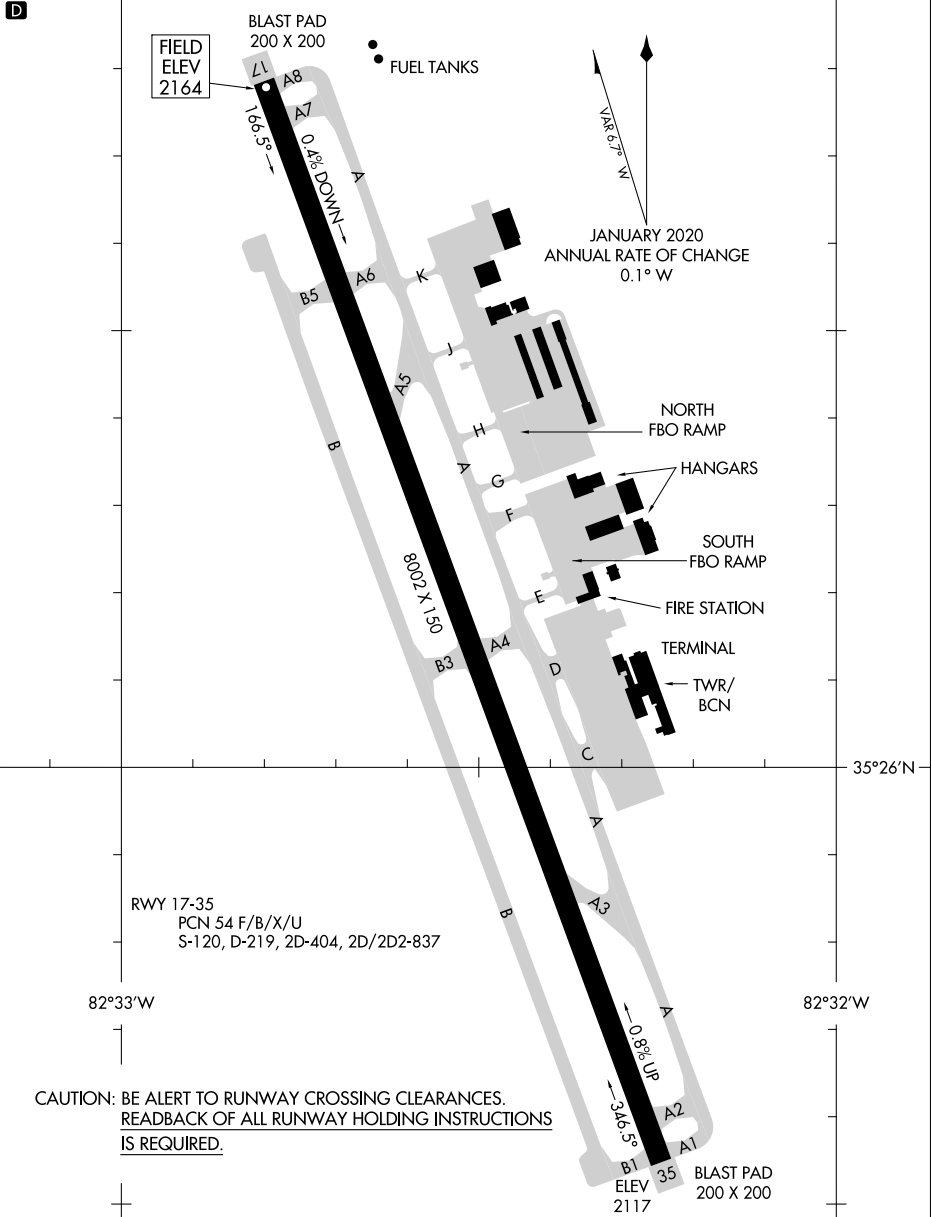 D
BLAST PAD
200 X 200
FIELD
ELEV
2164
FUEL TANKS
17
A8
A7
166.5°
0.4% DOWN
A
VAR 6.7° W
JANUARY 2020
ANNUAL RATE OF CHANGE
0.1° W
K
A6
B5
J
A5
H
NORTH
FBO RAMP
B
A
G
HANGARS
F
SOUTH
FBO RAMP
8002 X 150
E
FIRE STATION
A4
B3
D
TERMINAL
TWR/
BCN
C
35°26'N
A
A3
RWY 17-35
PCN 54 F/B/X/U
S-120, D-219, 2D-404, 2D/2D2-837
B
82°33'W
82°32'W
A
0.8% UP
CAUTION: BE ALERT TO RUNWAY CROSSING CLEARANCES.
READBACK OF ALL RUNWAY HOLDING INSTRUCTIONS
IS REQUIRED.
346.5°
A2
A1
B1
35
ELEV
2117
BLAST PAD
200 X 200